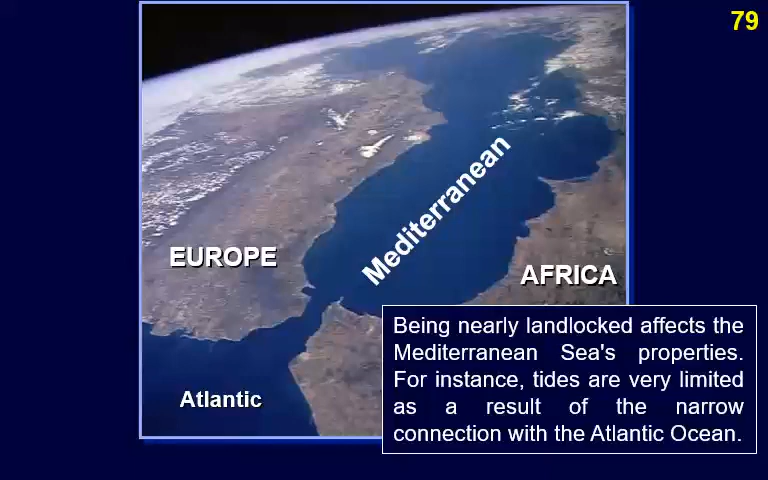 79
Mediterranean
EUROPE
AFRICA
Atlantic
Being nearly landlocked affects the
Mediterranean Sea's properties.
For instance, tides are very limited
as a result of the narrow
connection with the Atlantic Ocean.